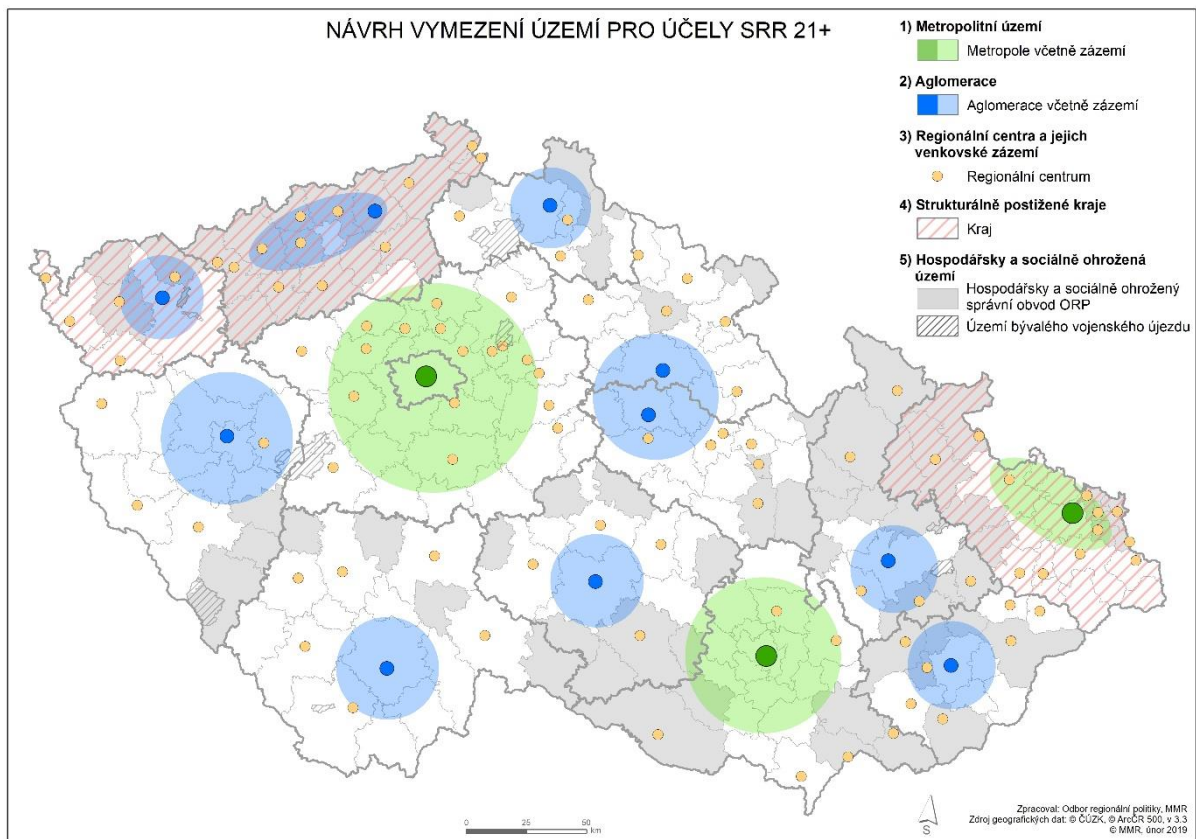 NÁVRH VYMEZENÍ ÚZEMÍ PRO ÚČELY SRR 21+
1) Metropolitní území
Metropole včetně zázemí
2) Aglomerace
Aglomerace včetně zázemí
3) Regionální centra a jejich
venkovské zázemí
Regionální centrum
4) Strukturálně postižené kraje
Kraj
5) Hospodářsky a sociálně ohrožená
území
Hospodářsky a sociálně ohrožený
správní obvod ORP
Území bývalého vojenského újezdu
0 25 50
km
S
Zpracoval: Odbor regionální politiky, MMR
Zdroj geografických dat: © ČÚZK, © ArcČR 500, v 3.3
© MMR, únor 2019